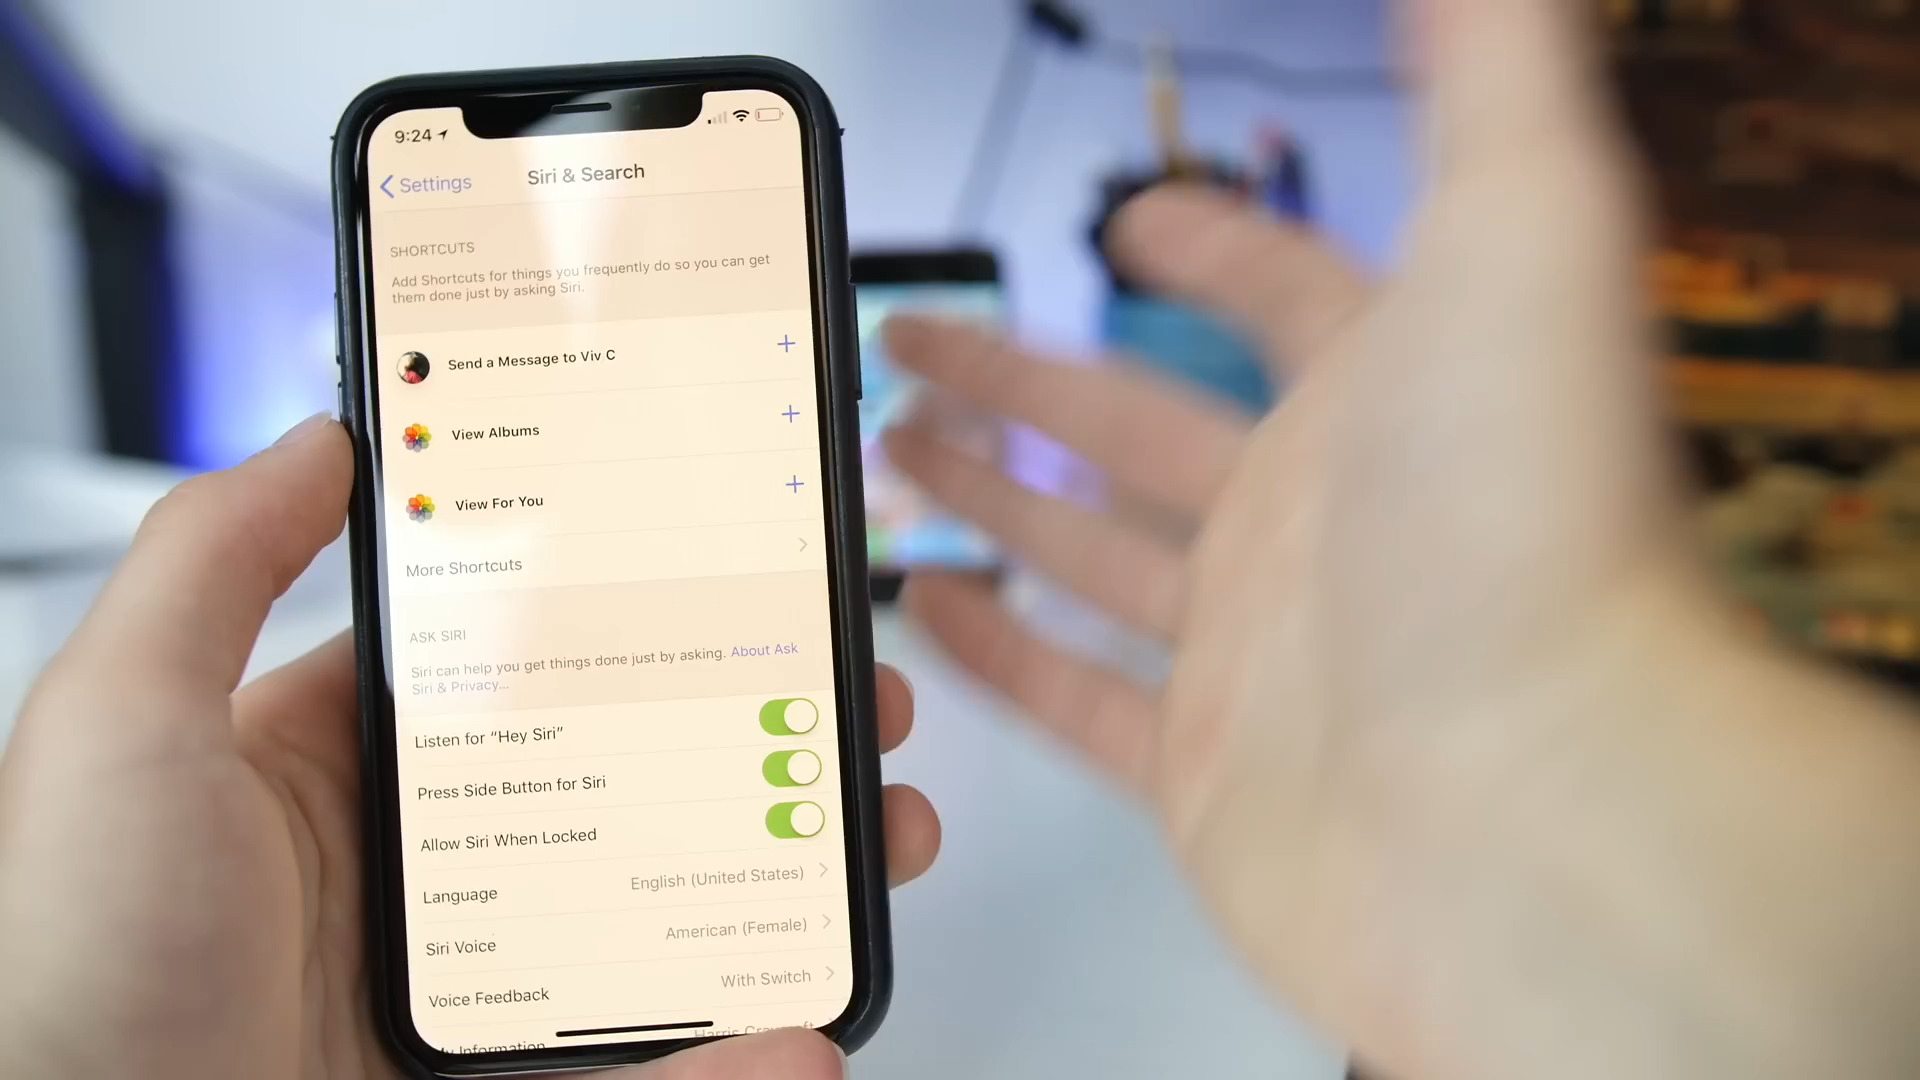 9:24
Settings
Siri & Search
SHORTCUTS
Add Shortcuts for things you frequently do so you can get
them done just by asking Siri.
Send a Message to Viv C
View Albums
View For You
More Shortcuts
ASK SIRI
Siri can help you get things done just by asking. About Ask
Siri & Privacy...
Listen for “Hey Siri”
Press Side Button for Siri
Allow Siri When Locked
Language English (United States)
Siri Voice American (Female)
Voice Feedback With Switch
My Information Harris